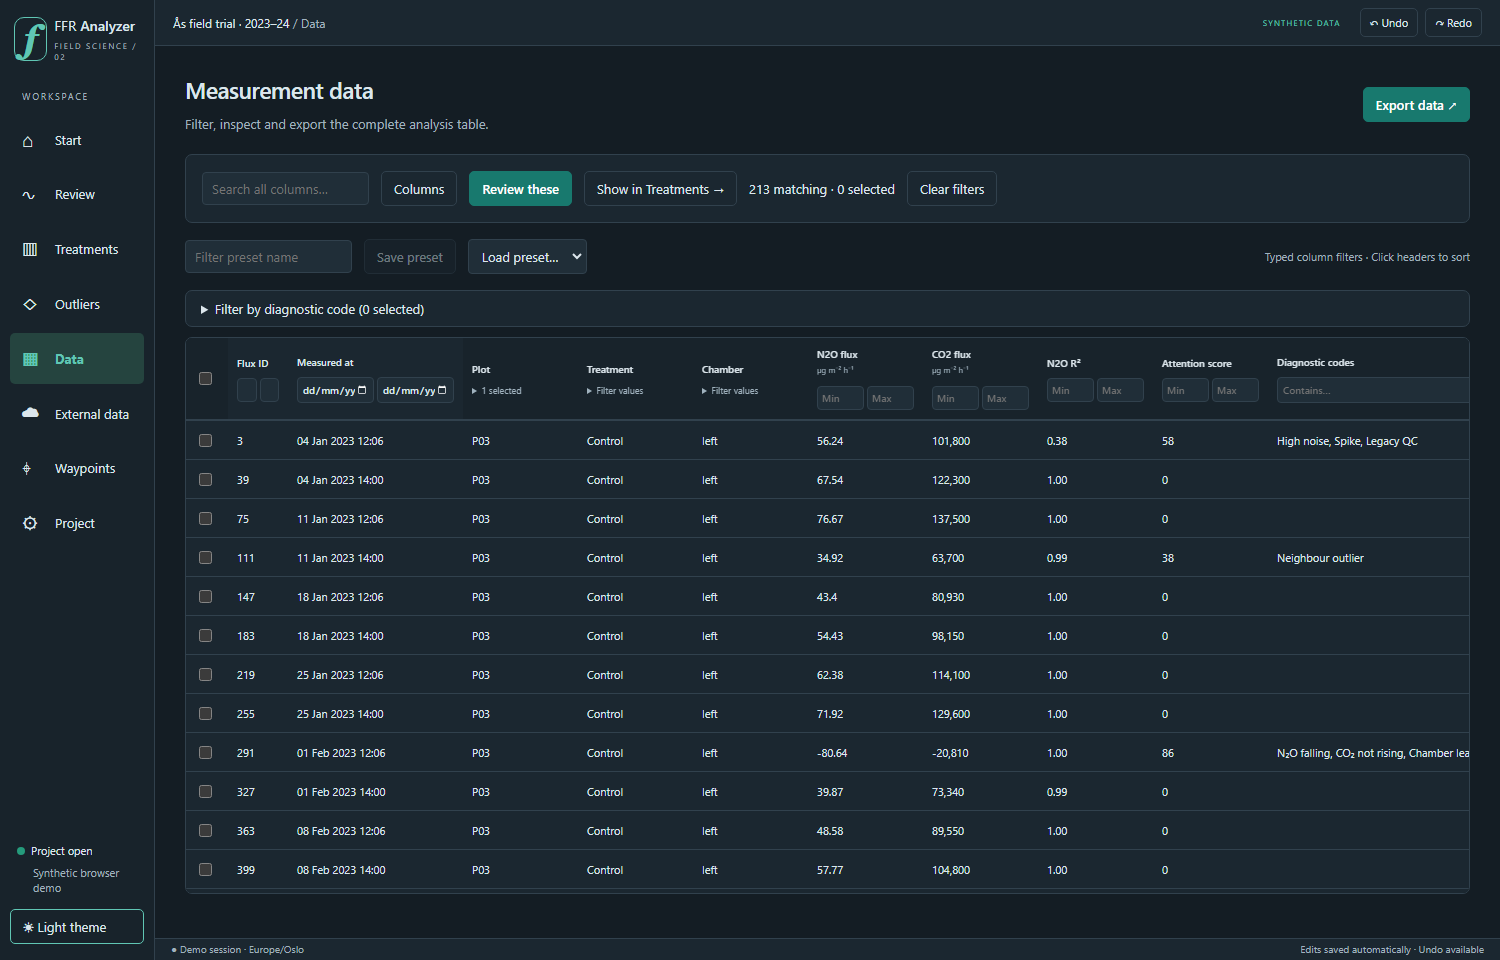 FFR Analyzer
FIELD SCIENCE /
02
WORKSPACE
Start
Review
Treatments
Outliers
Data
External data
Waypoints
Project
Project open
Synthetic browser
demo
☀ Light theme
Ås field trial · 2023–24 / Data
SYNTHETIC DATA
↶ Undo
↷ Redo
Measurement data
Filter, inspect and export the complete analysis table.
Export data ↗
Search all columns...
Columns
Review these
Show in Treatments →
213 matching · 0 selected
Clear filters
Filter preset name
Save preset
Load preset...
Typed column filters · Click headers to sort
▶ Filter by diagnostic code (0 selected)
Flux ID
Measured at
dd/mm/yy dd/mm/yy
Plot
▶ 1 selected
Treatment
▶ Filter values
Chamber
▶ Filter values
N2O flux
µg m⁻² h⁻¹
Min Max
CO2 flux
µg m⁻² h⁻¹
Min Max
N2O R²
Min Max
Attention score
Min Max
Diagnostic codes
Contains...
3 04 Jan 2023 12:06 P03 Control left 56.24 101,800 0.38 58 High noise, Spike, Legacy QC
39 04 Jan 2023 14:00 P03 Control left 67.54 122,300 1.00 0
75 11 Jan 2023 12:06 P03 Control left 76.67 137,500 1.00 0
111 11 Jan 2023 14:00 P03 Control left 34.92 63,700 0.99 38 Neighbour outlier
147 18 Jan 2023 12:06 P03 Control left 43.4 80,930 1.00 0
183 18 Jan 2023 14:00 P03 Control left 54.43 98,150 1.00 0
219 25 Jan 2023 12:06 P03 Control left 62.38 114,100 1.00 0
255 25 Jan 2023 14:00 P03 Control left 71.92 129,600 1.00 0
291 01 Feb 2023 12:06 P03 Control left -80.64 -20,810 1.00 86 N₂O falling, CO₂ not rising, Chamber lea
327 01 Feb 2023 14:00 P03 Control left 39.87 73,340 0.99 0
363 08 Feb 2023 12:06 P03 Control left 48.58 89,550 1.00 0
399 08 Feb 2023 14:00 P03 Control left 57.77 104,800 1.00 0
Demo session · Europe/Oslo
Edits saved automatically · Undo available